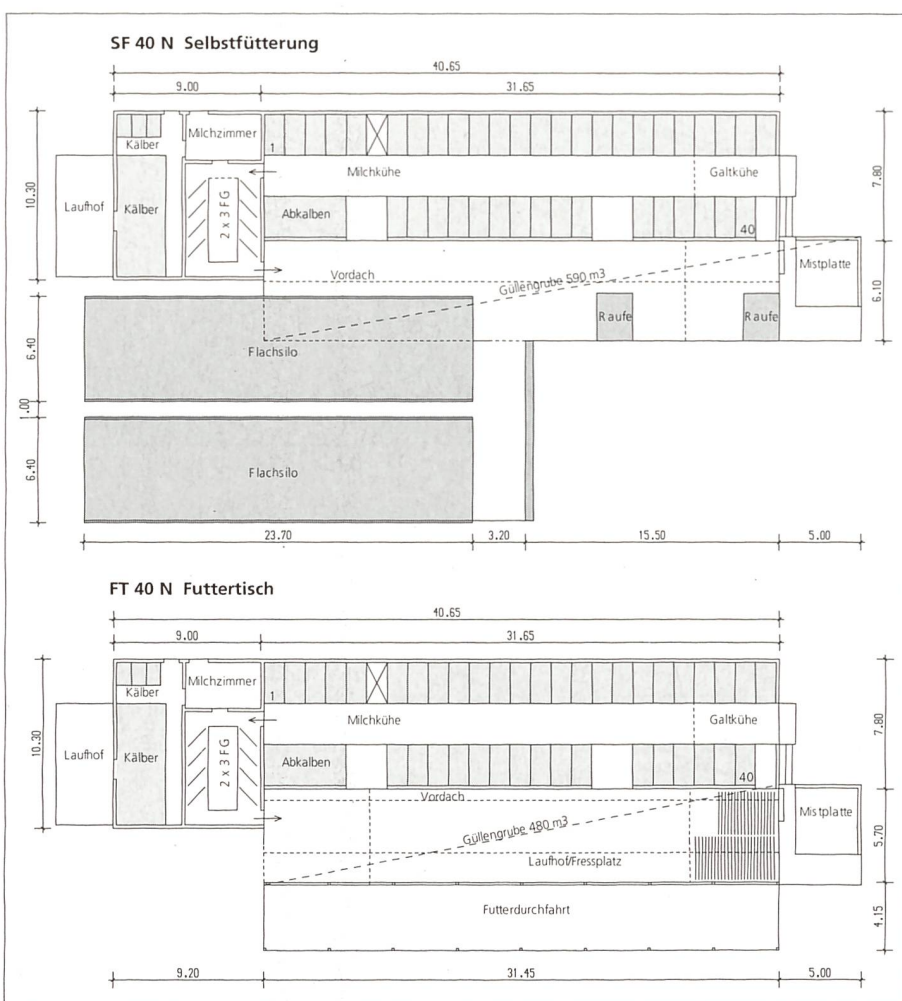 SF 40 N Selbstfütterung
40.65
9.00
31.65
Kälber
Milchzimmer
1
Milchkühe
Galtkühe
10.30
7.80
Laufhof
Kälber
2 x 3 FG
Abkalben
40
Vordach
Güllengrube 590 m3
Mistplatte
6.10
Raufe
Raufe
6.40
Flachsilo
1.00
6.40
Flachsilo
23.70
3.20
15.50
5.00
FT 40 N Futtertisch
40.65
9.00
31.65
Kälber
Milchzimmer
1
Milchkühe
Galtkühe
10.30
7.80
Laufhof
Kälber
2 x 3 FG
Abkalben
40
Vordach
Güllengrube 480 m3
Mistplatte
5.70
Laufhof/Fressplatz
Futterdurchfahrt
4.15
9.20
31.45
5.00